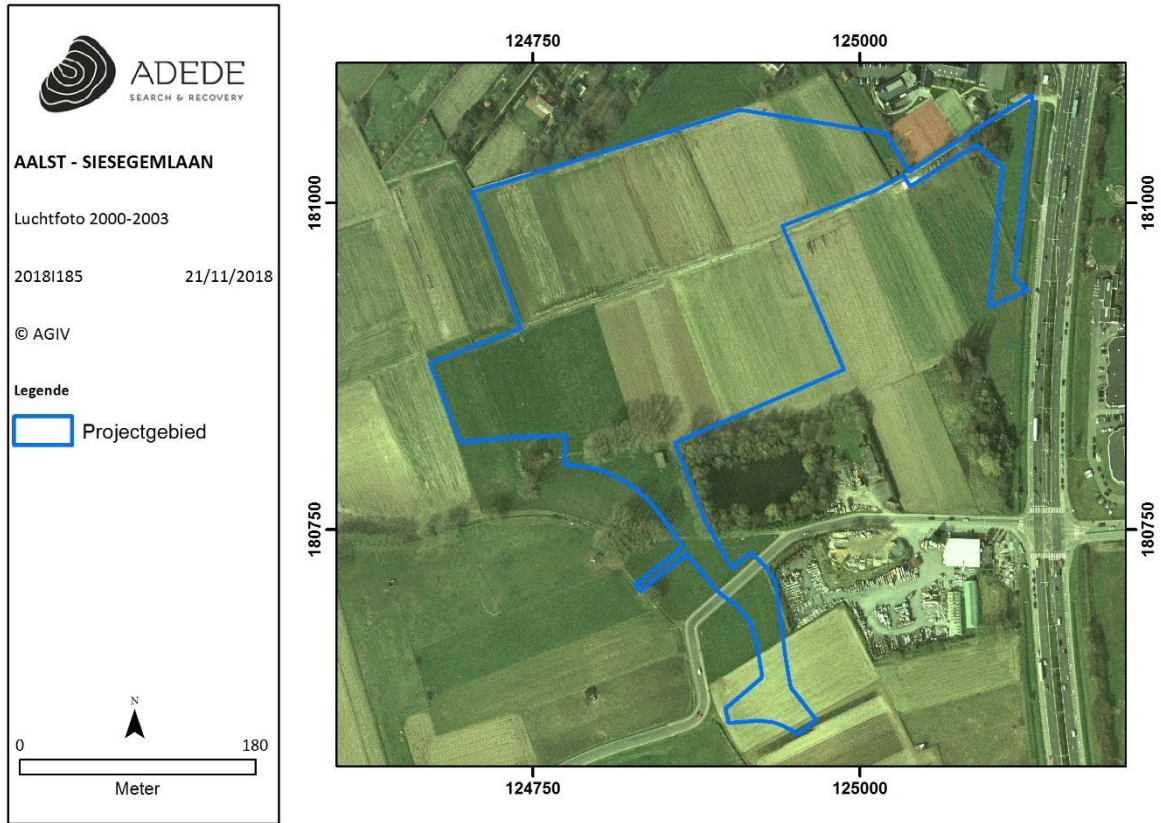 ADEDE
SEARCH & RECOVERY
AALST - SIESEGEMLAAN
Luchtfoto 2000-2003
2018I185 21/11/2018
© AGIV
Legende
Projectgebied
N
0 180
Meter
124750 125000
181000 181000
180750 180750
124750 125000